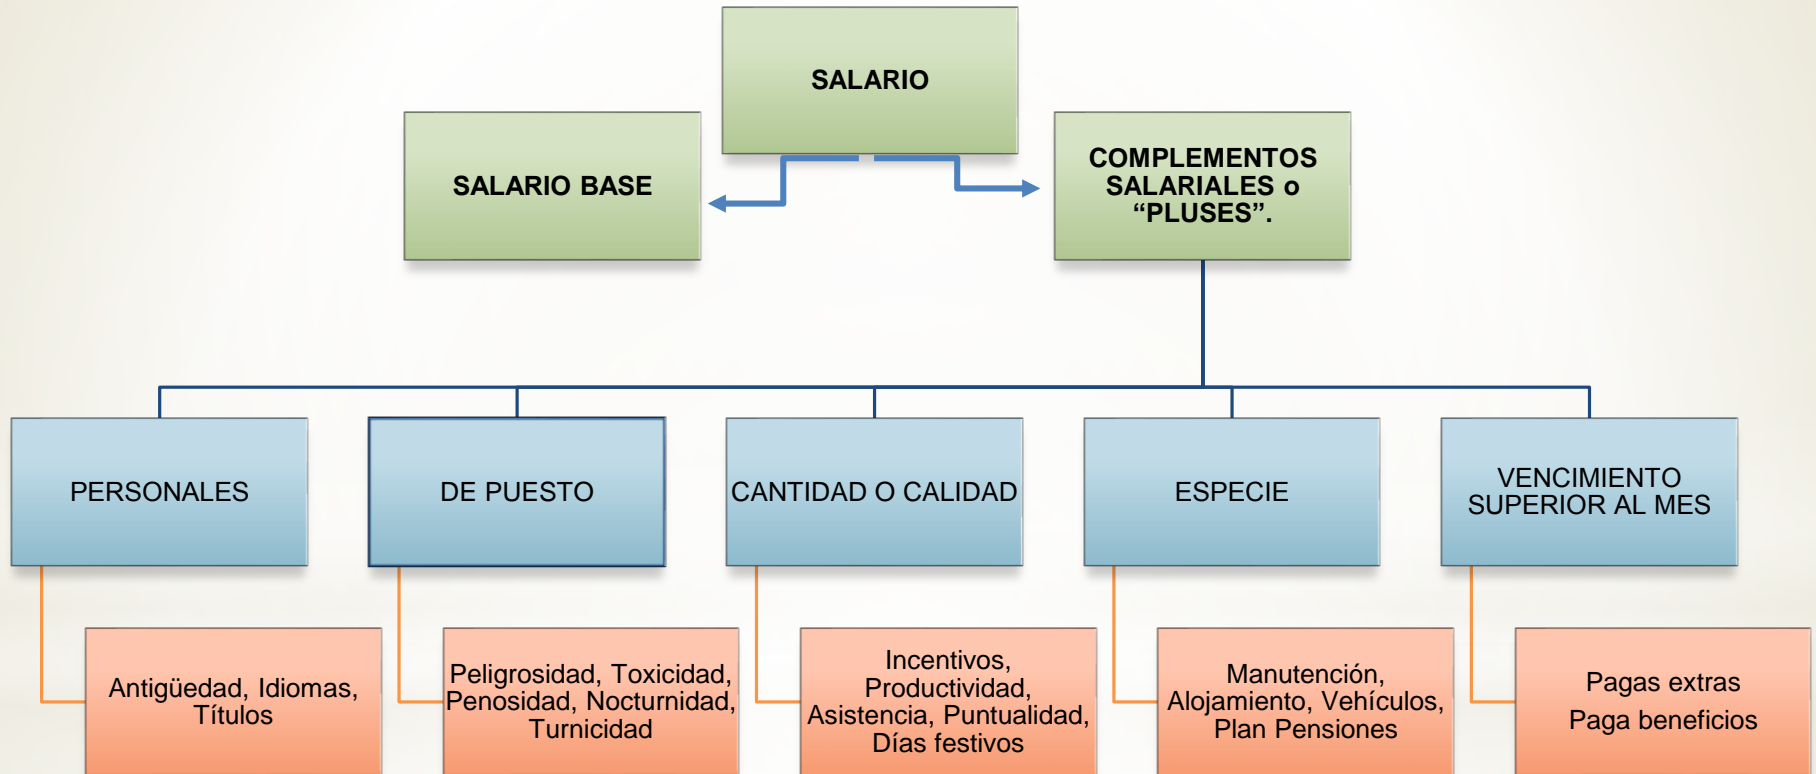 SALARIO
SALARIO BASE
COMPLEMENTOS
SALARIALES o
“PLUSES”.
PERSONALES
DE PUESTO
CANTIDAD O CALIDAD
ESPECIE
VENCIMIENTO
SUPERIOR AL MES
Antigüedad, Idiomas,
Títulos
Peligrosidad, Toxicidad,
Penosidad, Nocturnidad,
Turnicidad
Incentivos,
Productividad,
Asistencia, Puntualidad,
Días festivos
Manutención,
Alojamiento, Vehículos,
Plan Pensiones
Pagas extras
Paga beneficios